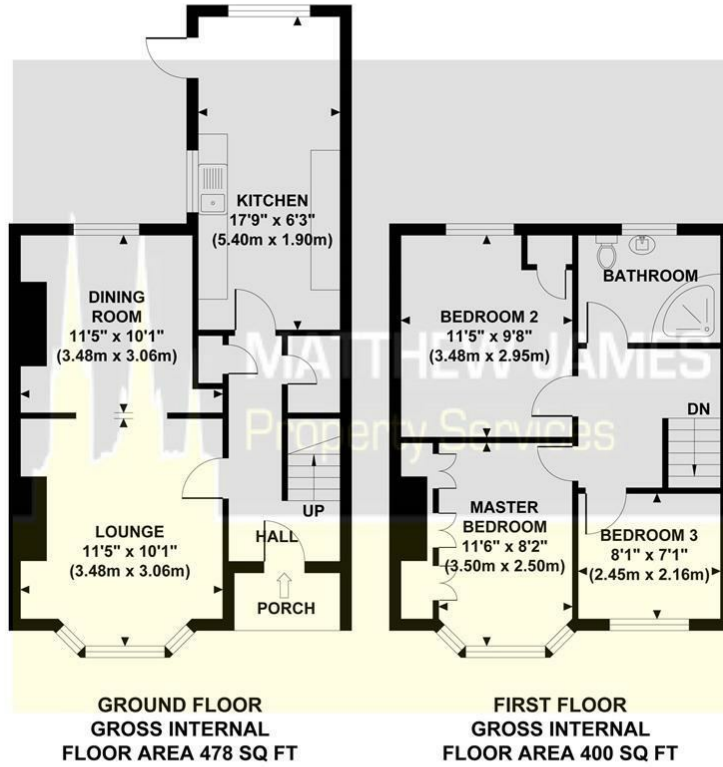 KITCHEN
17'9" x 6'3"
(5.40m x 1.90m)
DINING
ROOM
11'5" x 10'1"
(3.48m x 3.06m)
LOUNGE
11'5" x 10'1"
(3.48m x 3.06m)
UP
HALL
PORCH
GROUND FLOOR
GROSS INTERNAL
FLOOR AREA 478 SQ FT
BEDROOM 2
11'5" x 9'8"
(3.48m x 2.95m)
BATHROOM
DN
MASTER
BEDROOM
11'6" x 8'2"
(3.50m x 2.50m)
BEDROOM 3
8'1" x 7'1"
(2.45m x 2.16m)
FIRST FLOOR
GROSS INTERNAL
FLOOR AREA 400 SQ FT
MATTHEW JAMES
Property Services